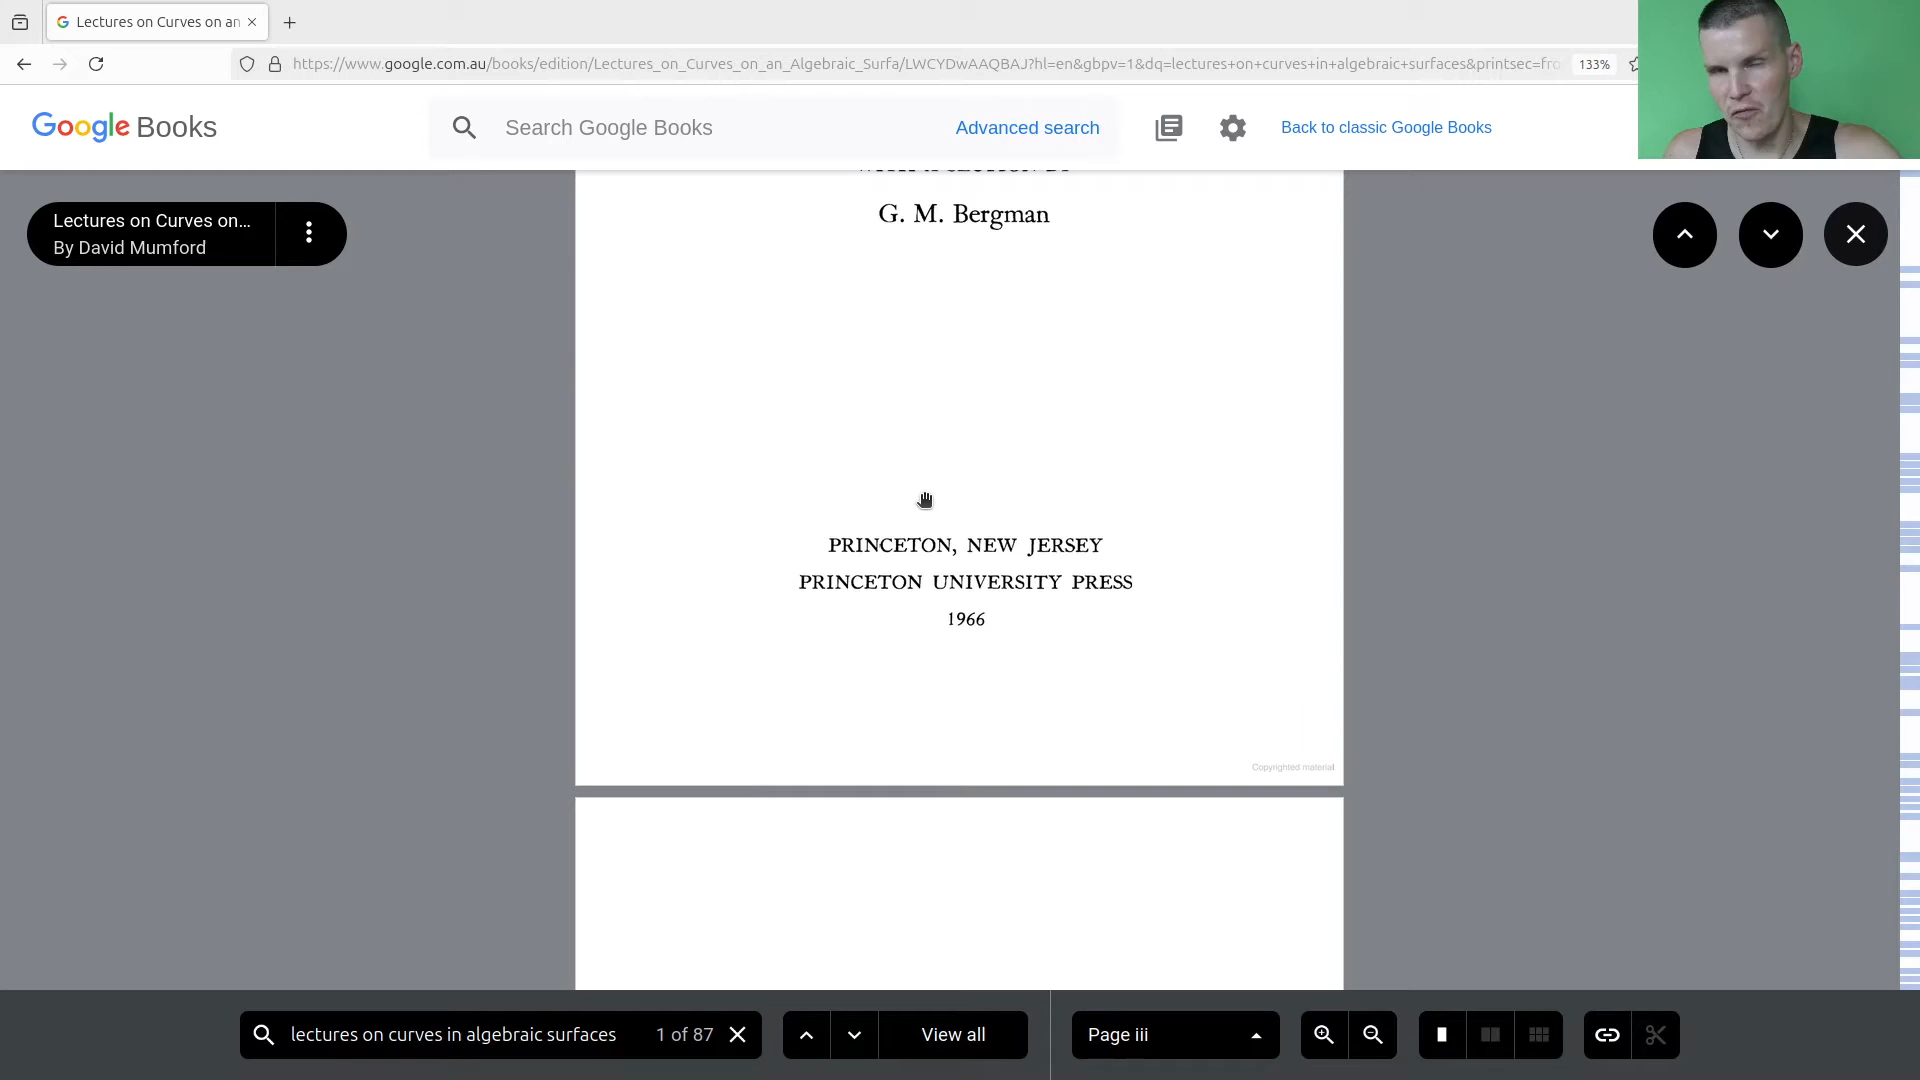 Lectures on Curves on an
https://www.google.com.au/books/edition/Lectures_on_Curves_on_an_Algebraic_Surfa/LWCYDwAAQBAJ?hl=en&gbpv=1&dq=lectures+on+curves+in+algebraic+surfaces&printsec=fro
133%
Google Books
Search Google Books
Advanced search
Back to classic Google Books
Lectures on Curves on...
By David Mumford
G. M. Bergman
PRINCETON, NEW JERSEY
PRINCETON UNIVERSITY PRESS
1966
Copyrighted material
lectures on curves in algebraic surfaces
1 of 87
View all
Page iii